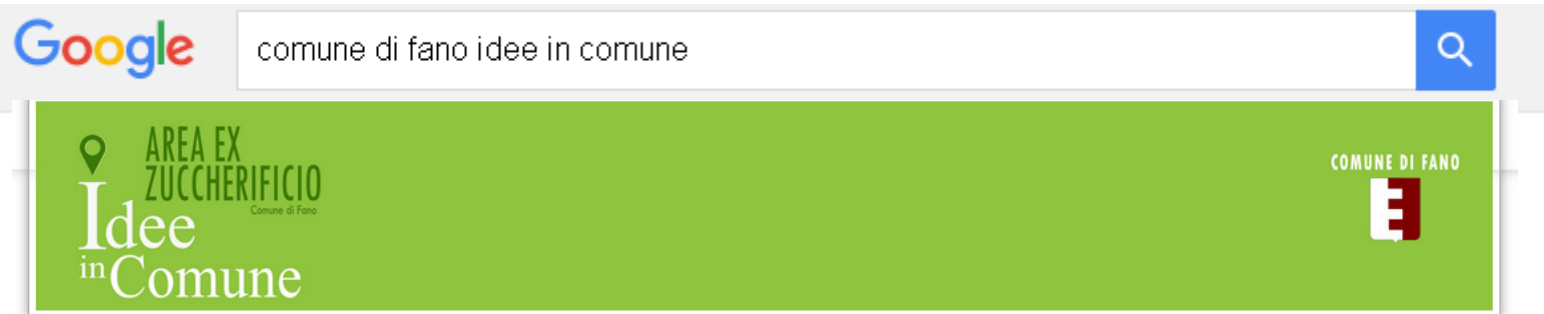 Google
comune di fano idee in comune
AREA EX
ZUCCHERIFICIO
Comune di Fano
Idee
in Comune
COMUNE DI FANO